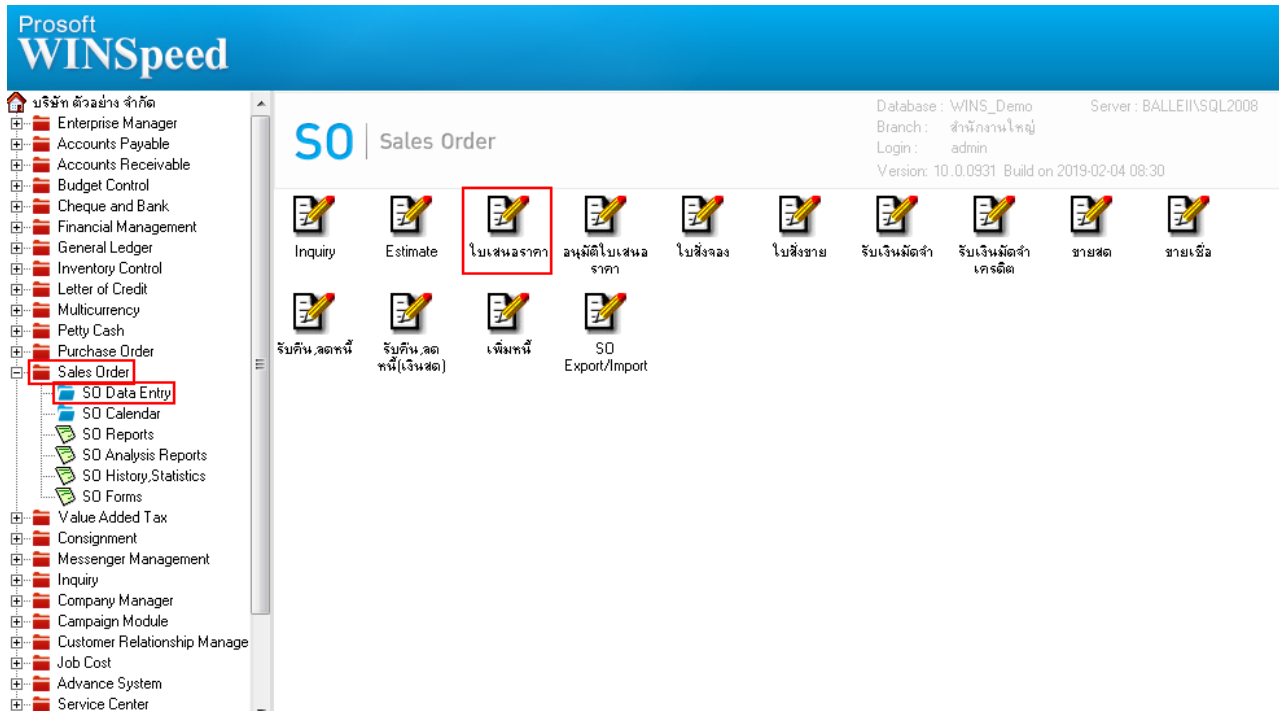 Prosoft
WINSpeed
บริษัท ตัวอย่าง จำกัด
Enterprise Manager
Accounts Payable
Accounts Receivable
Budget Control
Cheque and Bank
Financial Management
General Ledger
Inventory Control
Letter of Credit
Multicurrency
Petty Cash
Purchase Order
Sales Order
SO Data Entry
SO Calendar
SO Reports
SO Analysis Reports
SO History,Statistics
SO Forms
Value Added Tax
Consignment
Messenger Management
Inquiry
Company Manager
Campaign Module
Customer Relationship Manage
Job Cost
Advance System
Service Center
SO Sales Order
Database : WINS_Demo Server : BALLEII\SQL2008
Branch : สำนักงานใหญ่
Login : admin
Version: 10.0.0931 Build on 2019-02-04 08:30
Inquiry
Estimate
ใบเสนอราคา
อนุมัติใบเสนอ
ราคา
ใบสั่งจอง
ใบสั่งขาย
รับเงินมัดจำ
รับเงินมัดจำ
เครดิต
ขายสด
ขายเชื่อ
รับคืน,ลดหนี้
รับคืน,ลด
หนี้(เงินสด)
เพิ่มหนี้
SO
Export/Import